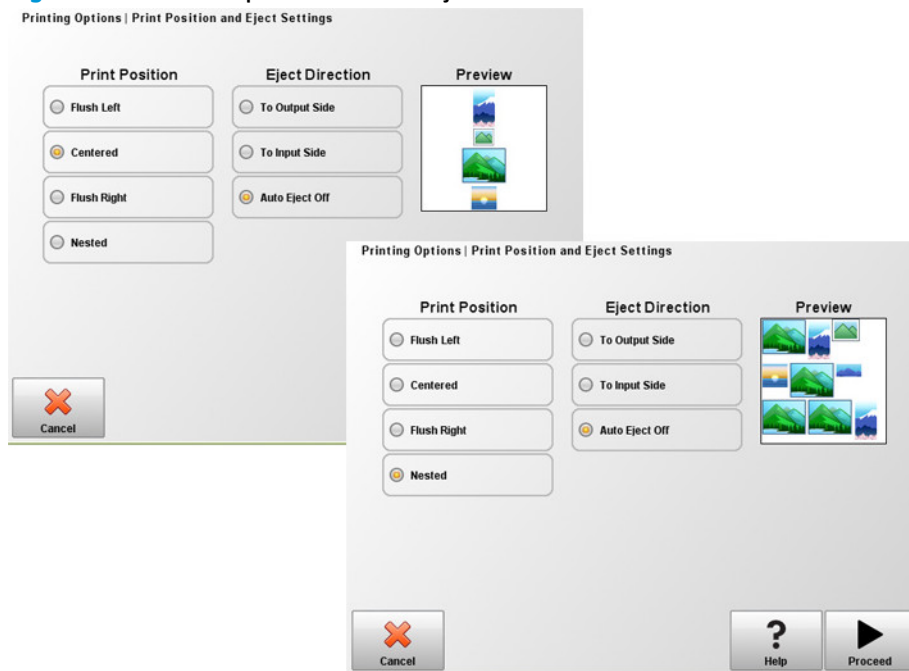 Printing Options | Print Position and Eject Settings
Print Position
Eject Direction
Preview
Flush Left
To Output Side
Centered
To Input Side
Flush Right
Auto Eject Off
Nested
Cancel
Printing Options | Print Position and Eject Settings
Print Position
Eject Direction
Preview
Flush Left
To Output Side
Centered
To Input Side
Flush Right
Auto Eject Off
Nested
Cancel
?
Help
Proceed